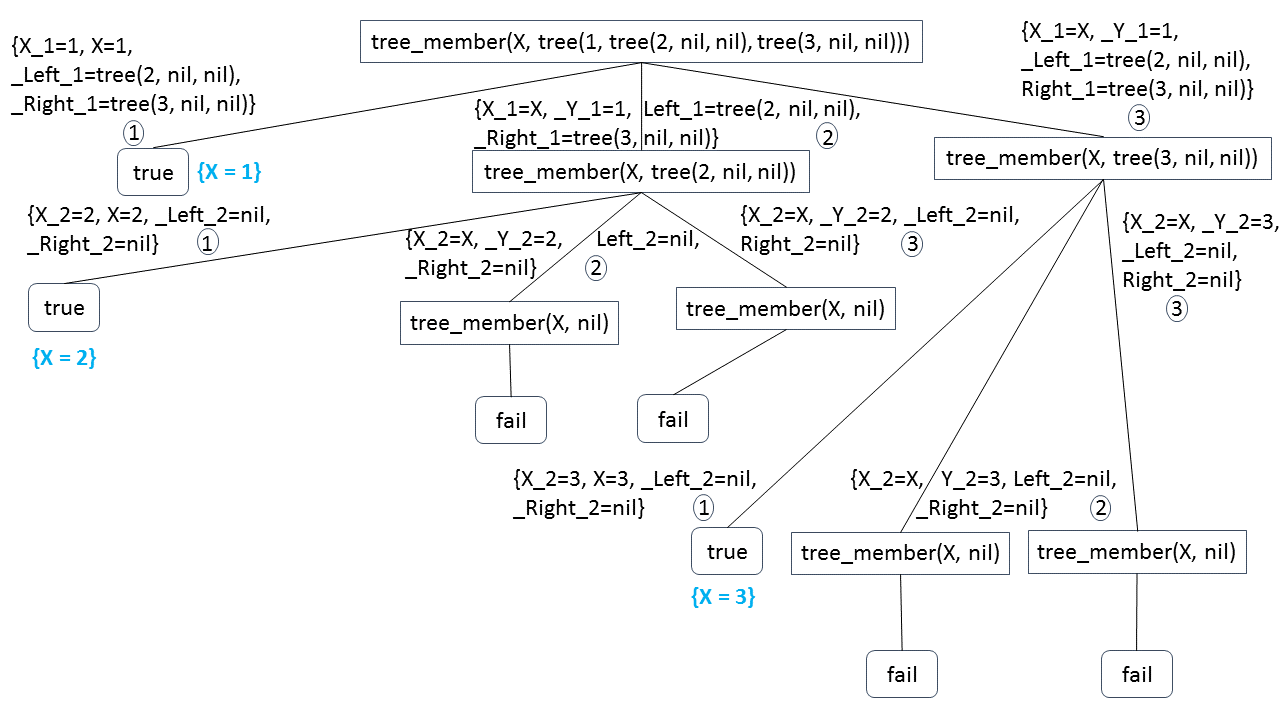 tree_member(X, tree(1, tree(2, nil, nil), tree(3, nil, nil)))
{X_1=1, X=1,
_Left_1=tree(2, nil, nil),
_Right_1=tree(3, nil, nil)}
1
true
{X = 1}
{X_1=X, _Y_1=1, Left_1=tree(2, nil, nil),
_Right_1=tree(3, nil, nil)}
2
tree_member(X, tree(2, nil, nil))
{X_1=X, _Y_1=1,
_Left_1=tree(2, nil, nil),
Right_1=tree(3, nil, nil)}
3
tree_member(X, tree(3, nil, nil))
{X_2=2, X=2, _Left_2=nil,
_Right_2=nil}
1
true
{X = 2}
{X_2=X, _Y_2=2, Left_2=nil,
_Right_2=nil}
2
tree_member(X, nil)
fail
{X_2=X, _Y_2=2, _Left_2=nil,
Right_2=nil}
3
tree_member(X, nil)
fail
{X_2=X, _Y_2=3,
_Left_2=nil,
Right_2=nil}
3
{X_2=3, X=3, _Left_2=nil,
_Right_2=nil}
1
true
{X = 3}
{X_2=X, _Y_2=3, Left_2=nil,
_Right_2=nil}
2
tree_member(X, nil)
tree_member(X, nil)
fail
fail